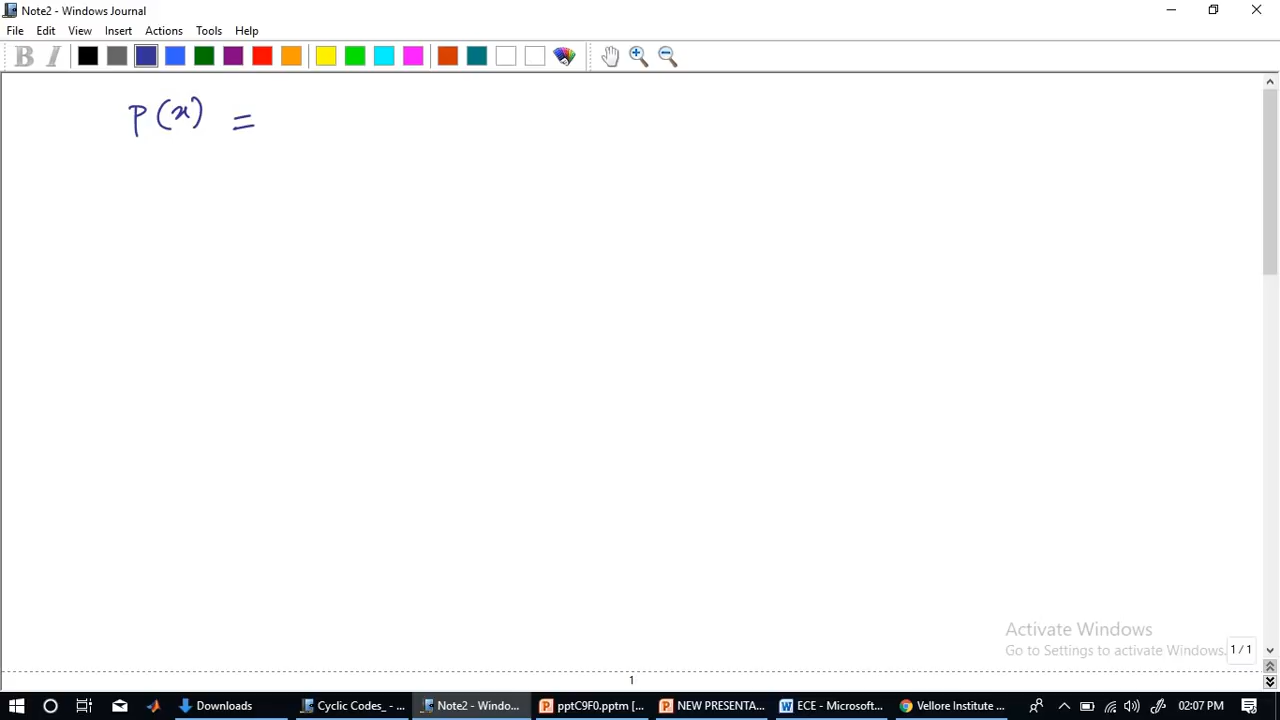 Note2 - Windows Journal
File Edit View Insert Actions Tools Help
B I
P(x) =
Activate Windows
Go to Settings to activate Windows.
1 / 1
1
Downloads Cyclic Codes_ - ... Note2 - Windo... pptC9F0.pptm [... NEW PRESENTA... ECE - Microsoft... Vellore Institute ... 02:07 PM